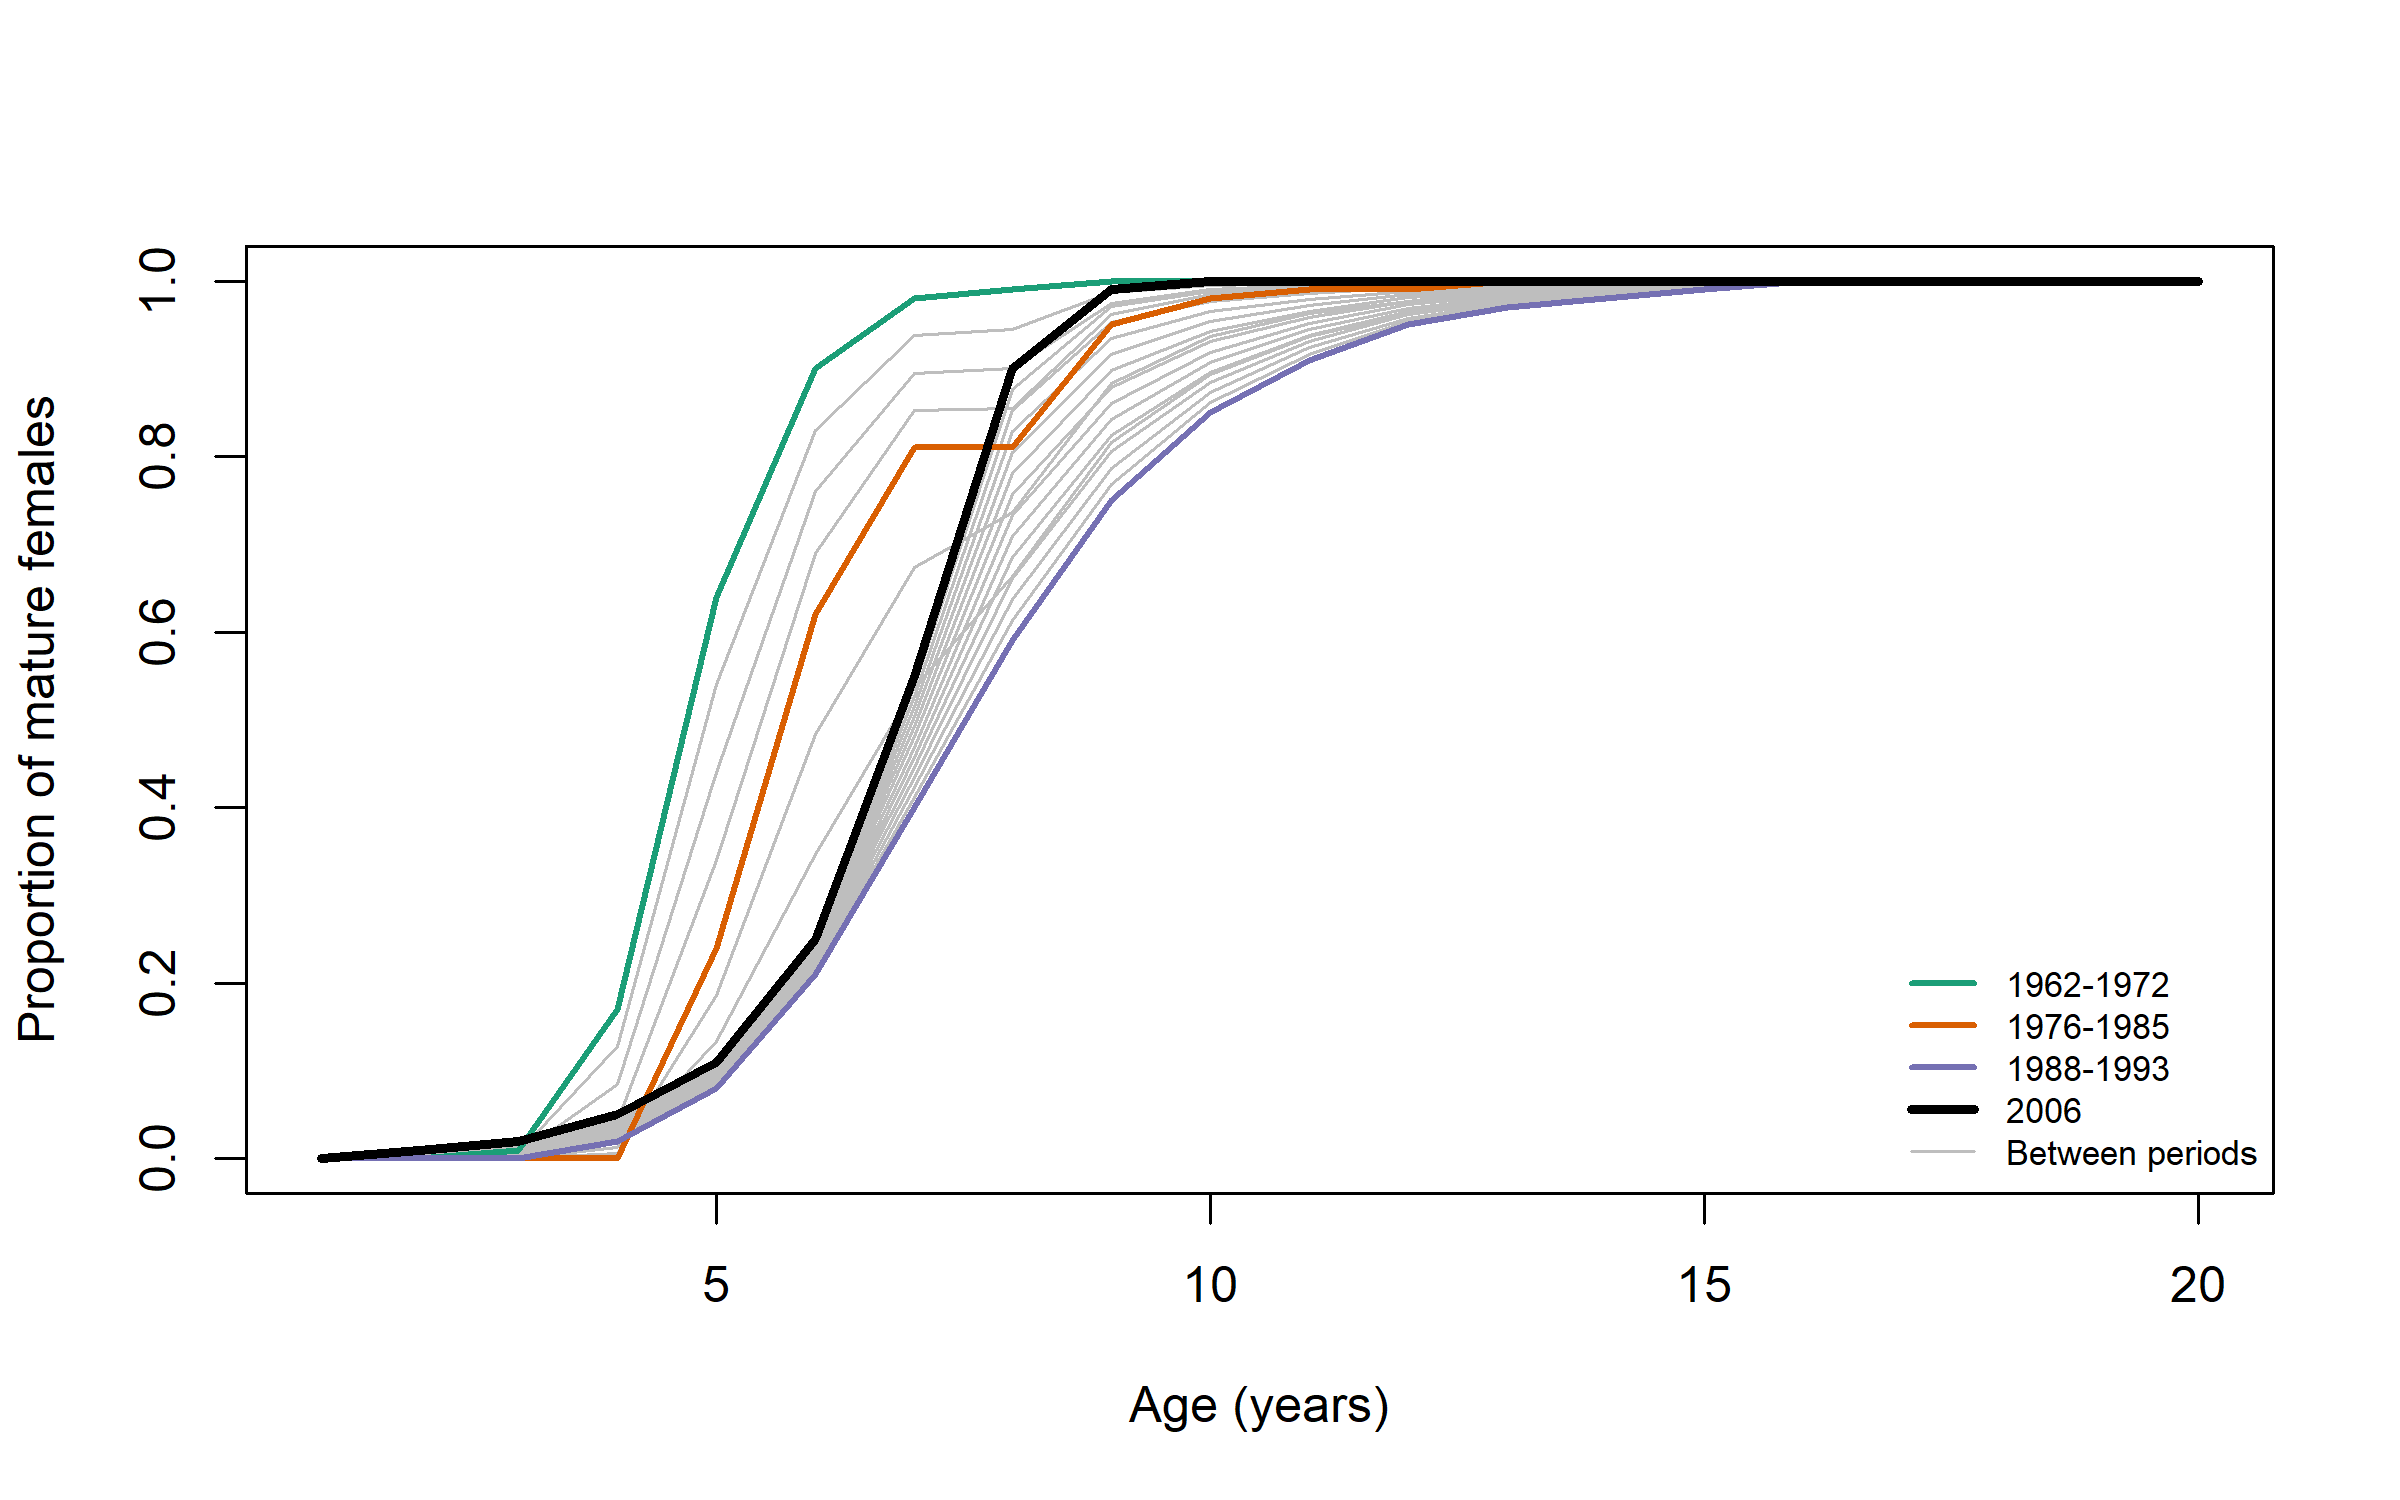 Proportion of mature females
1.0
0.8
0.6
0.4
0.2
0.0
5 10 15 20
Age (years)
1962-1972
1976-1985
1988-1993
2006
Between periods